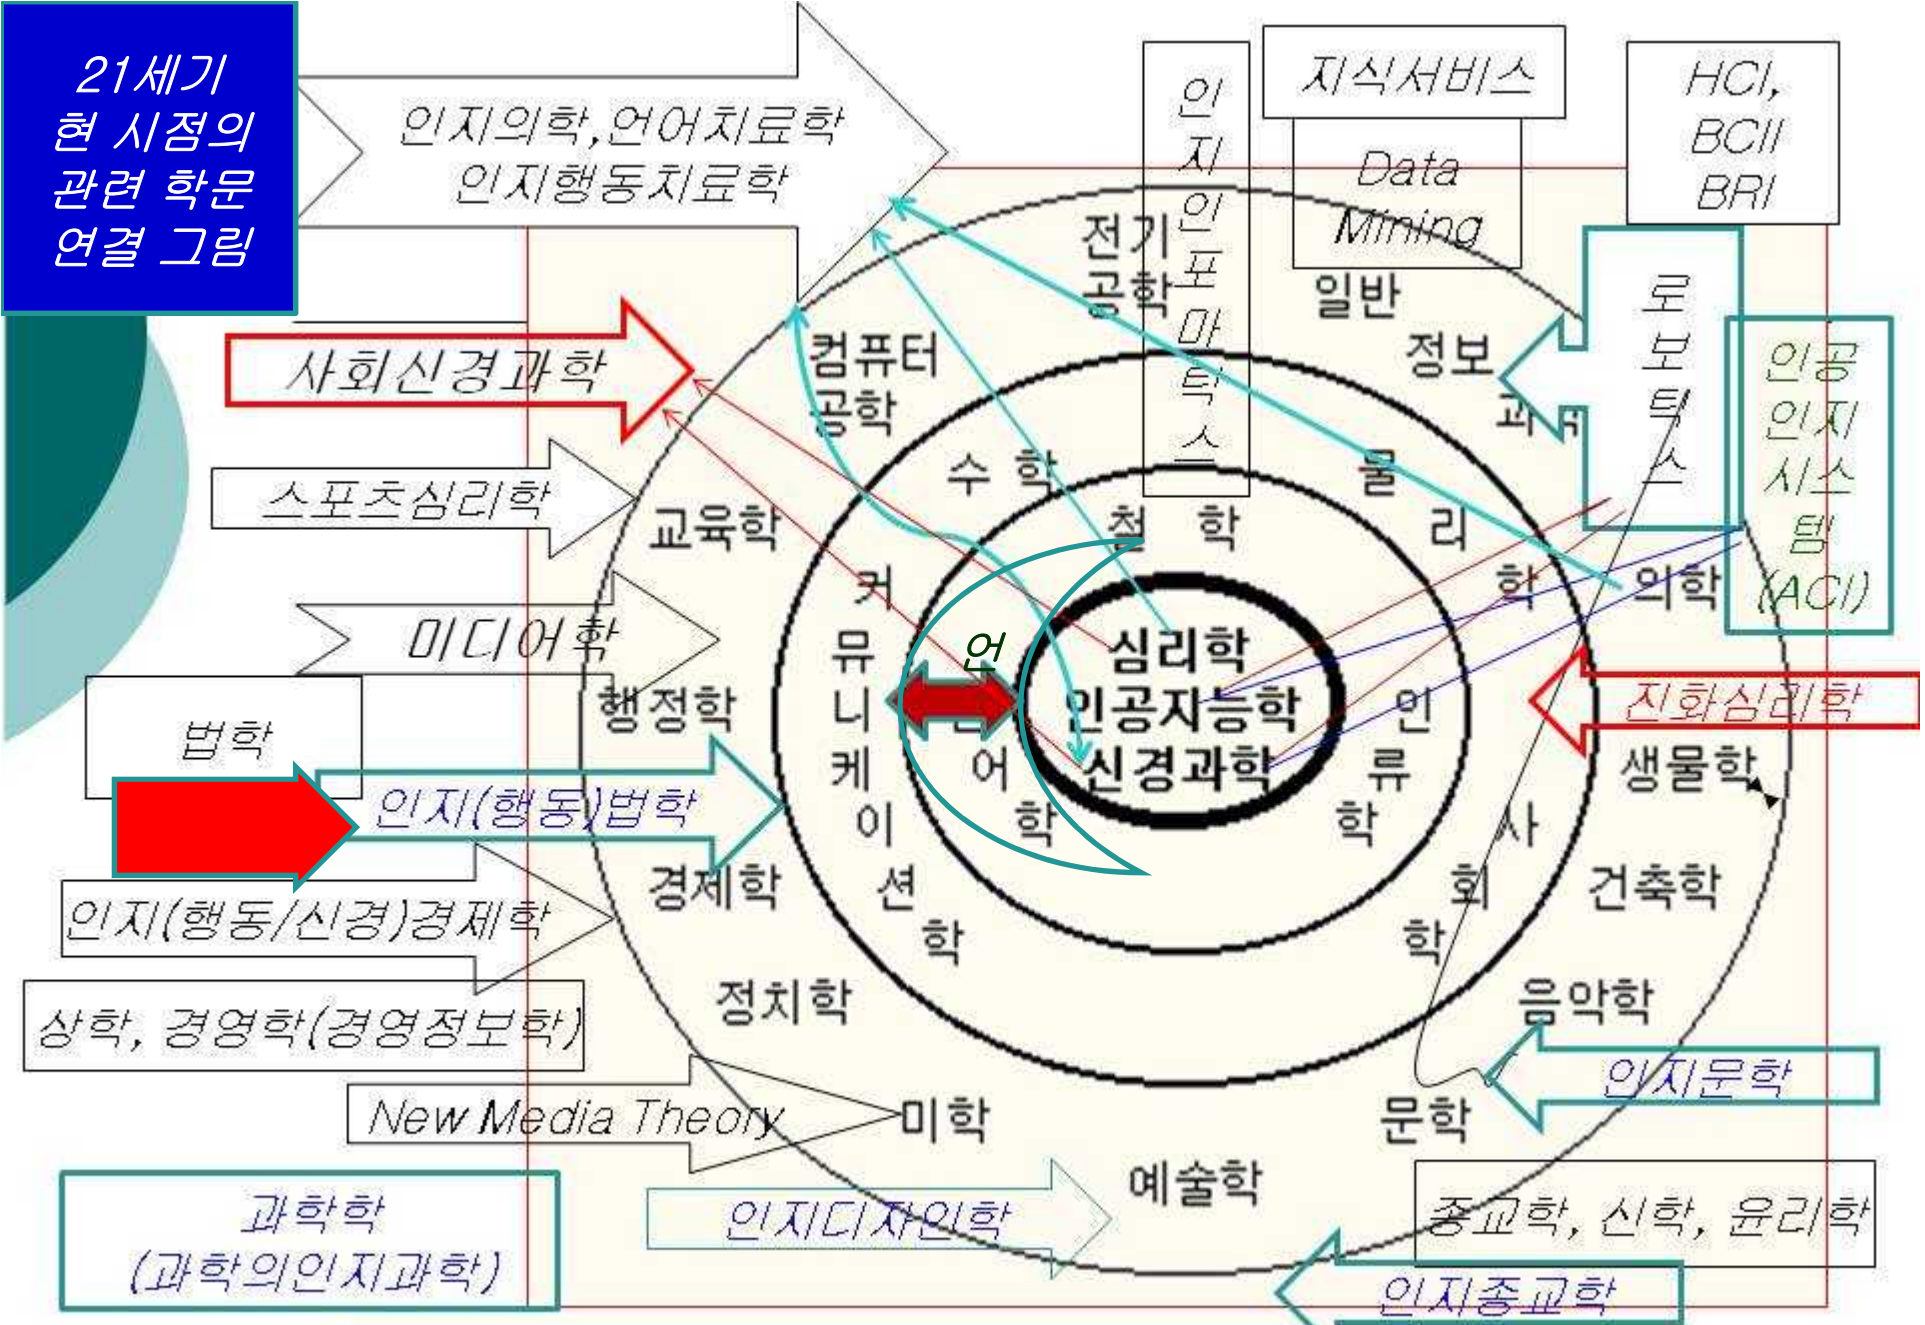 21세기
현 시점의
관련 학문
연결 그림
인지의학,언어치료학
인지행동치료학
인지인포마틱스
지식서비스
Data
Mining
HCI,
BCII
BRI
로보틱스
인공
인지
시스
템
(ACI)
전기
공학
일반
정보
컴퓨터
공학
사회신경과학
스포츠심리학
교육학
미디어학
행정학
법학
인지(행동)법학
경제학
인지(행동/신경)경제학
상학, 경영학(경영정보학)
정치학
New Media Theory
미학
과학학
(과학의인지과학)
인지디자인학
예술학
문학
종교학, 신학, 윤리학
인지종교학
인지문학
음악학
건축학
생물학
진화심리학
의학
수 학
물
리
학
커
뮤
니
케
이
션
학
사
회
학
철 학
언
어
학
인
류
학
심리학
인공지능학
신경과학